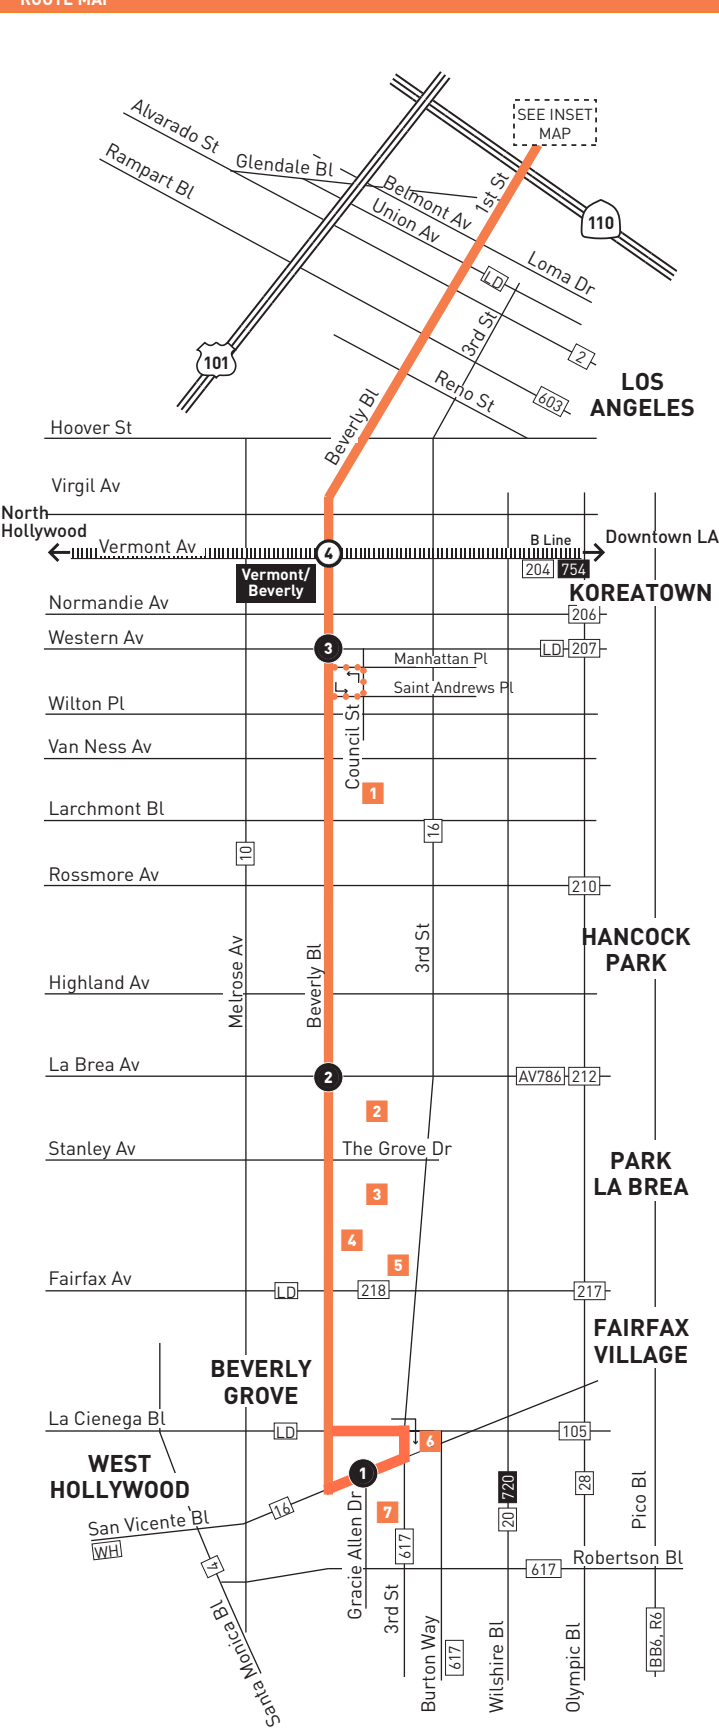 ROUTE MAP
SEE INSET
MAP
Alvarado St
Glendale Bl
Rampart Bl
Belmont Av
Union Av
1st St
110
Loma Dr
LD
3rd St
101
2
Reno St
603
LOS
ANGELES
Beverly Bl
Hoover St
Virgil Av
North
Hollywood
Vermont Av
4
B Line
Downtown LA
Vermont/
Beverly
204
754
KOREATOWN
Normandie Av
206
Western Av
3
LD
207
Manhattan Pl
Saint Andrews Pl
Wilton Pl
Council St
Van Ness Av
1
Larchmont Bl
16
10
Rossmore Av
210
Melrose Av
Beverly Bl
3rd St
HANCOCK
PARK
Highland Av
La Brea Av
2
AV786
212
2
Stanley Av
The Grove Dr
PARK
LA BREA
3
4
5
Fairfax Av
LD
218
217
FAIRFAX
VILLAGE
BEVERLY
GROVE
La Cienega Bl
LD
6
105
WEST
HOLLYWOOD
1
720
28
Pico Bl
16
7
San Vicente Bl
20
WH
617
4
Gracie Allen Dr
Robertson Bl
617
3rd St
Santa Monica Bl
Burton Way
617
Wilshire Bl
Olympic Bl
BB6, R6